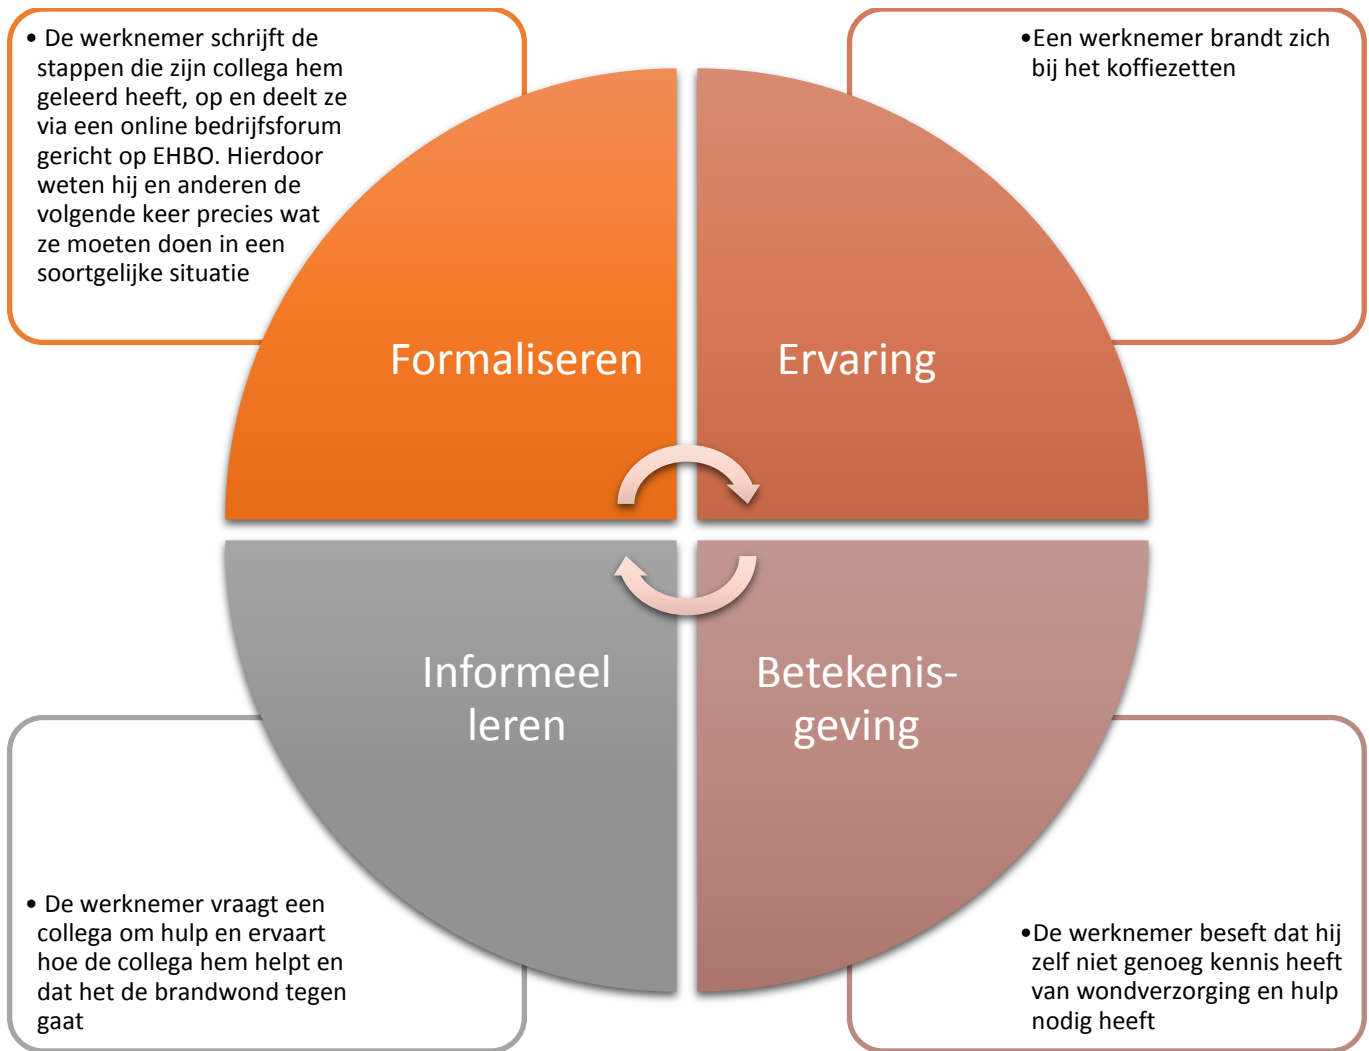 • De werknemer schrijft de
stappen die zijn collega hem
geleerd heeft, op en deelt ze
via een online bedrijfsforum
gericht op EHBO. Hierdoor
weten hij en anderen de
volgende keer precies wat
ze moeten doen in een
soortgelijke situatie
•Een werknemer brandt zich
bij het koffiezetten
Formaliseren
Ervaring
Informeel
leren
Betekenis-
geving
• De werknemer vraagt een
collega om hulp en ervaart
hoe de collega hem helpt en
dat het de brandwond tegen
gaat
•De werknemer beseft dat hij
zelf niet genoeg kennis heeft
van wondverzorging en hulp
nodig heeft